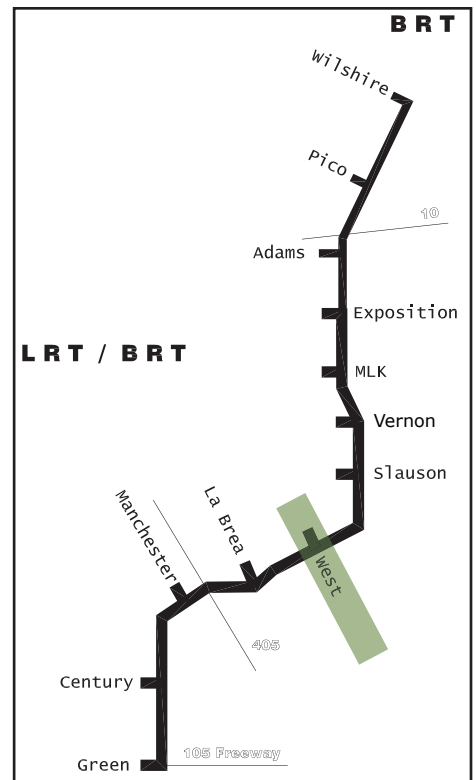 BRT
Wilshire
Pico
10
Adams
Exposition
LRT / BRT
MLK
Vernon
Slauson
Manchester
La Brea
West
405
Century
105 Freeway
Green